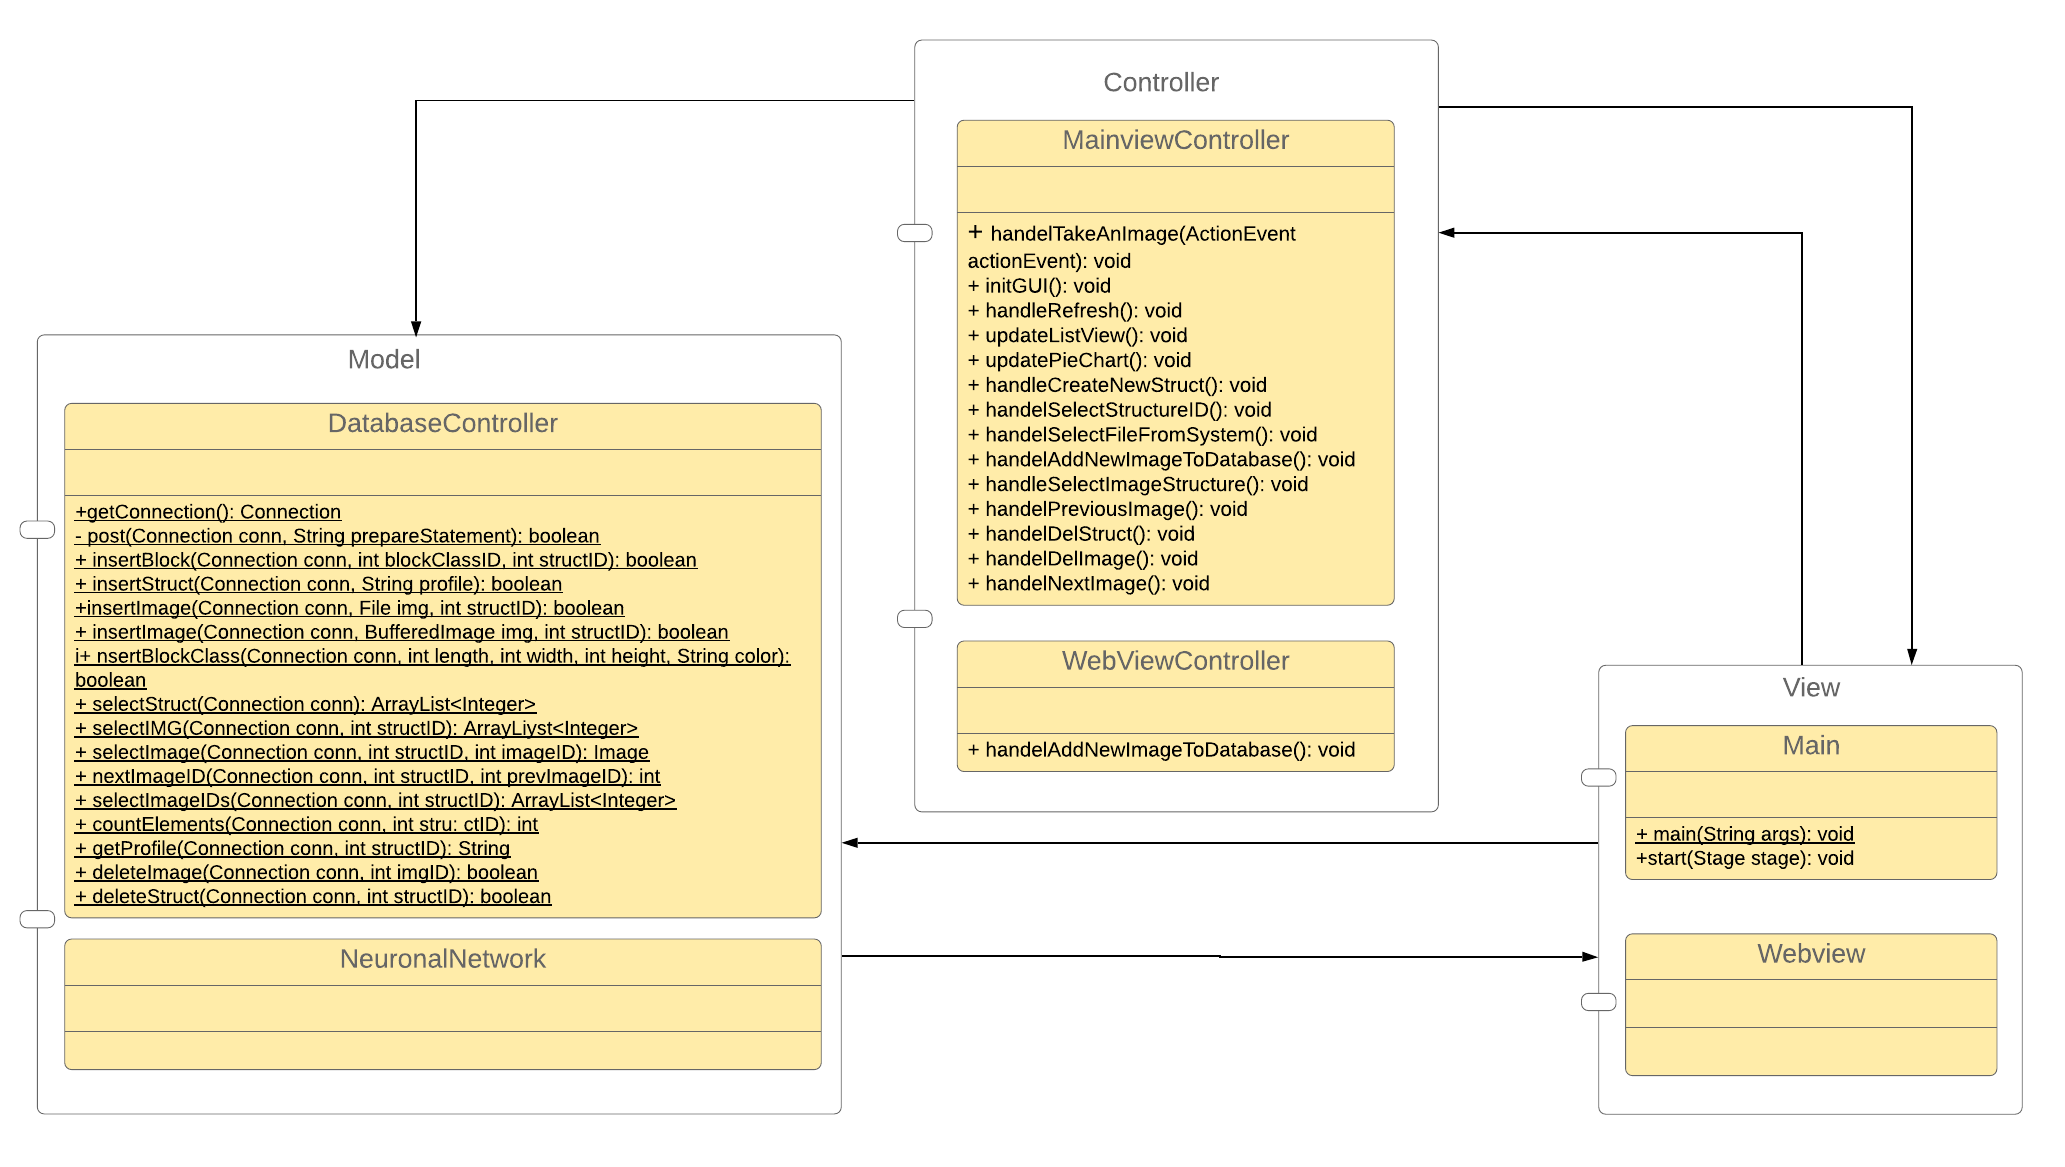 Controller
MainviewController
+ handelTakeAnImage(ActionEvent
actionEvent): void
+ initGUI(): void
+ handleRefresh(): void
+ updateListView(): void
+ updatePieChart(): void
+ handleCreateNewStruct(): void
+ handelSelectStructureID(): void
+ handelSelectFileFromSystem(): void
+ handelAddNewImageToDatabase(): void
+ handleSelectImageStructure(): void
+ handelPreviousImage(): void
+ handelDelStruct(): void
+ handelDelImage(): void
+ handelNextImage(): void
WebViewController
+ handelAddNewImageToDatabase(): void
Model
DatabaseController
+getConnection(): Connection
- post(Connection conn, String prepareStatement): boolean
+ insertBlock(Connection conn, int blockClassID, int structID): boolean
+ insertStruct(Connection conn, String profile): boolean
+insertImage(Connection conn, File img, int structID): boolean
+ insertImage(Connection conn, BufferedImage img, int structID): boolean
i+ nsertBlockClass(Connection conn, int length, int width, int height, String color):
boolean
+ selectStruct(Connection conn): ArrayList<Integer>
+ selectIMG(Connection conn, int structID): ArrayLiyst<Integer>
+ selectImage(Connection conn, int structID, int imageID): Image
+ nextImageID(Connection conn, int structID, int prevImageID): int
+ selectImageIDs(Connection conn, int structID): ArrayList<Integer>
+ countElements(Connection conn, int stru: ctID): int
+ getProfile(Connection conn, int structID): String
+ deleteImage(Connection conn, int imgID): boolean
+ deleteStruct(Connection conn, int structID): boolean
NeuronalNetwork
View
Main
+ main(String args): void
+start(Stage stage): void
Webview